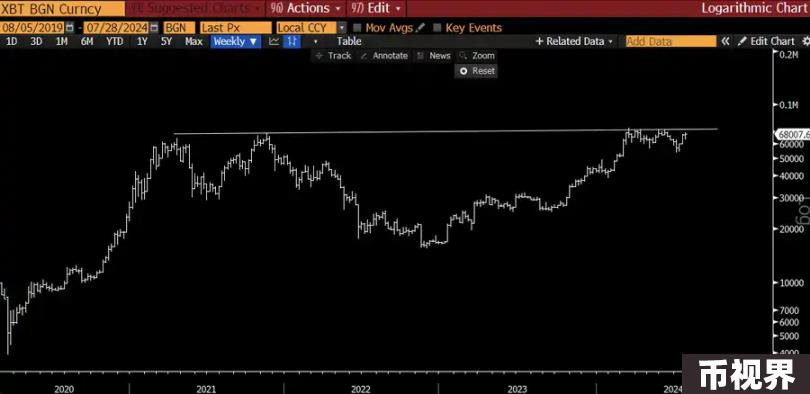 XBT BGN Curncy Suggested Charts 96) Actions 97) Edit Logarithmic Chart
08/05/2019 - 07/28/2024 BGN Last Px Local CCY Mov Avgs Key Events
1D 3D 1M 6M YTD 1Y 5Y Max Weekly ▼ Table + Related Data Add Data « Edit Chart
Track Annotate News Zoom
Reset
0.2M
0.1M
68007.6
60000
50000
40000
30000
20000
Log
10000
7000
5000
4000
2020 2021 2022 2023 2024
币视界